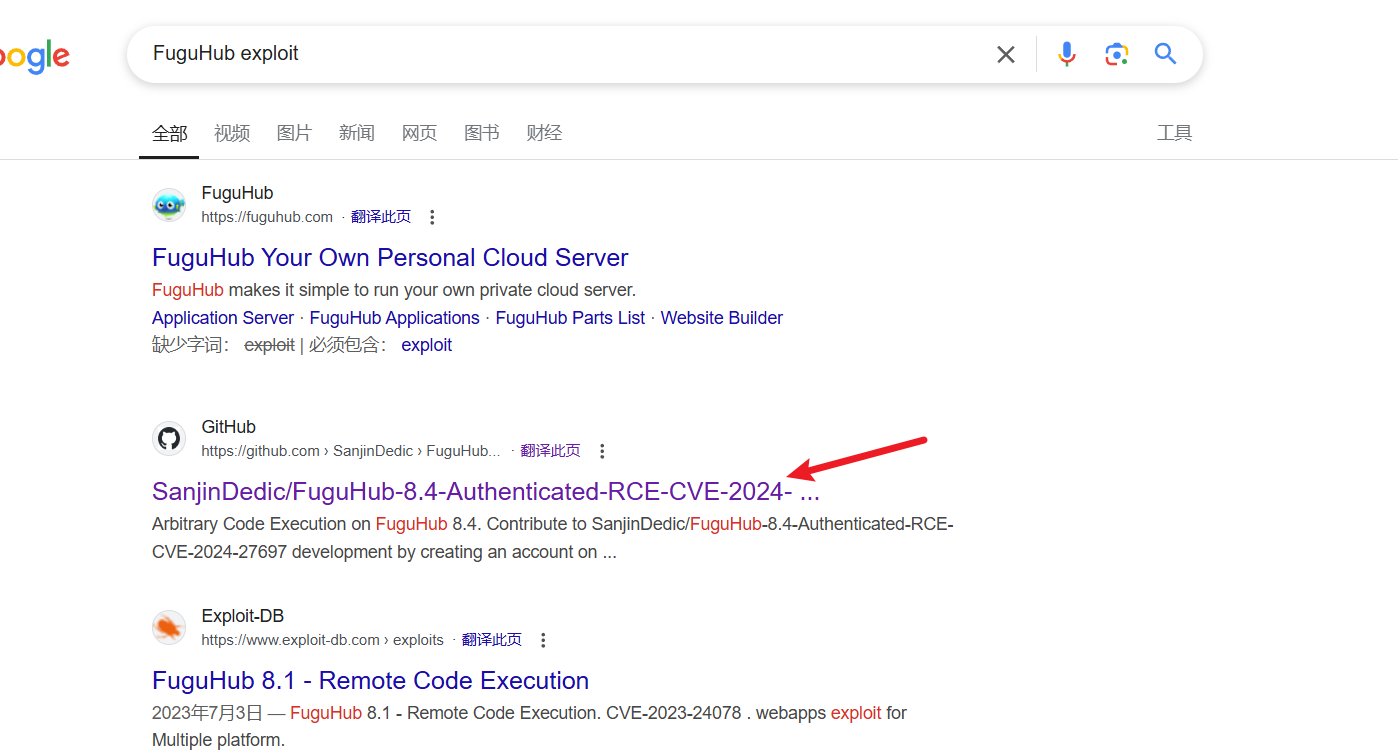 oogle
FuguHub exploit
全部 视频 图片 新闻 网页 图书 财经 工具
FuguHub
https://fuguhub.com · 翻译此页
FuguHub Your Own Personal Cloud Server
FuguHub makes it simple to run your own private cloud server.
Application Server · FuguHub Applications · FuguHub Parts List · Website Builder
缺少字词： exploit | 必须包含： exploit
GitHub
https://github.com › SanjinDedic › FuguHub... · 翻译此页
SanjinDedic/FuguHub-8.4-Authenticated-RCE-CVE-2024- ...
Arbitrary Code Execution on FuguHub 8.4. Contribute to SanjinDedic/FuguHub-8.4-Authenticated-RCE-
CVE-2024-27697 development by creating an account on ...
Exploit-DB
https://www.exploit-db.com › exploits · 翻译此页
FuguHub 8.1 - Remote Code Execution
2023年7月3日 — FuguHub 8.1 - Remote Code Execution. CVE-2023-24078 . webapps exploit for
Multiple platform.